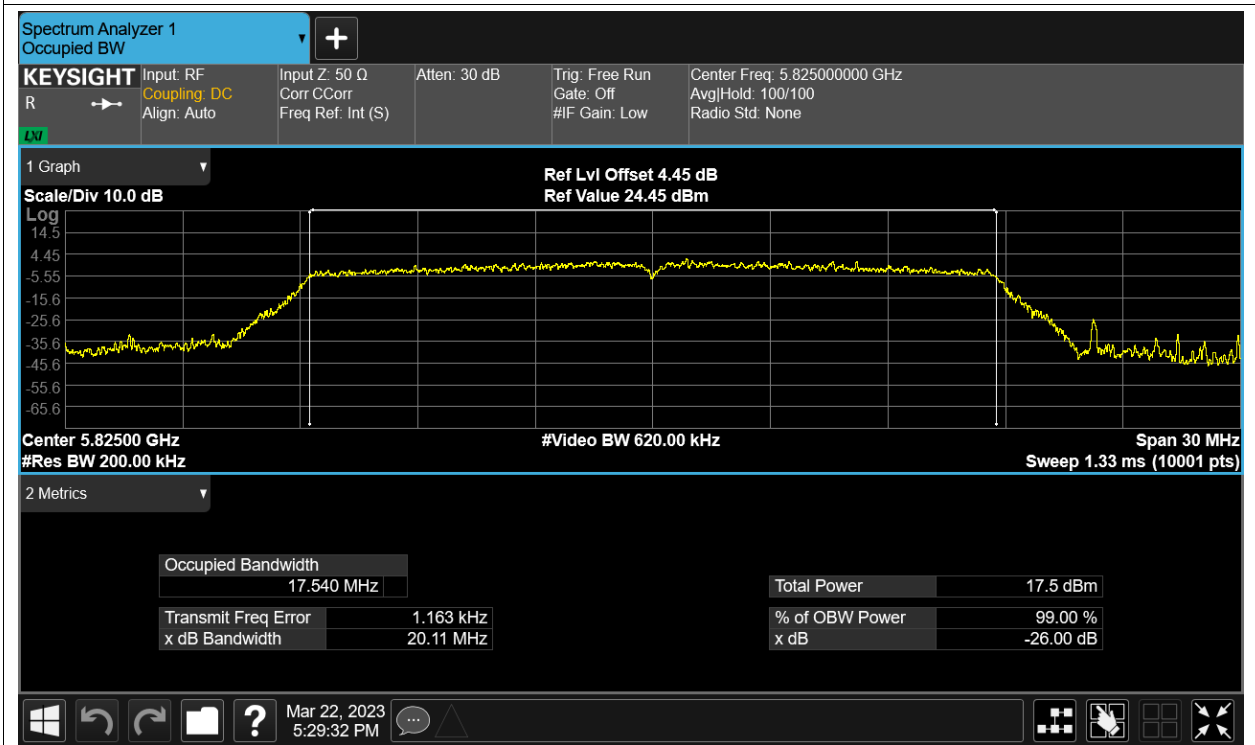 Spectrum Analyzer 1
Occupied BW
KEYSIGHT Input: RF Input Z: 50 Ω Atten: 30 dB Trig: Free Run Center Freq: 5.825000000 GHz
R Coupling: DC Corr CCorr Gate: Off Avg|Hold: 100/100
Align: Auto Freq Ref: Int (S) #IF Gain: Low Radio Std: None
LXI
1 Graph
Ref Lvl Offset 4.45 dB
Scale/Div 10.0 dB Ref Value 24.45 dBm
Log
14.5
4.45
-5.55
-15.6
-25.6
-35.6
-45.6
-55.6
-65.6
Center 5.82500 GHz #Video BW 620.00 kHz Span 30 MHz
#Res BW 200.00 kHz Sweep 1.33 ms (10001 pts)
2 Metrics
Occupied Bandwidth
17.540 MHz Total Power 17.5 dBm
Transmit Freq Error 1.163 kHz % of OBW Power 99.00 %
x dB Bandwidth 20.11 MHz x dB -26.00 dB
? Mar 22, 2023
5:29:32 PM